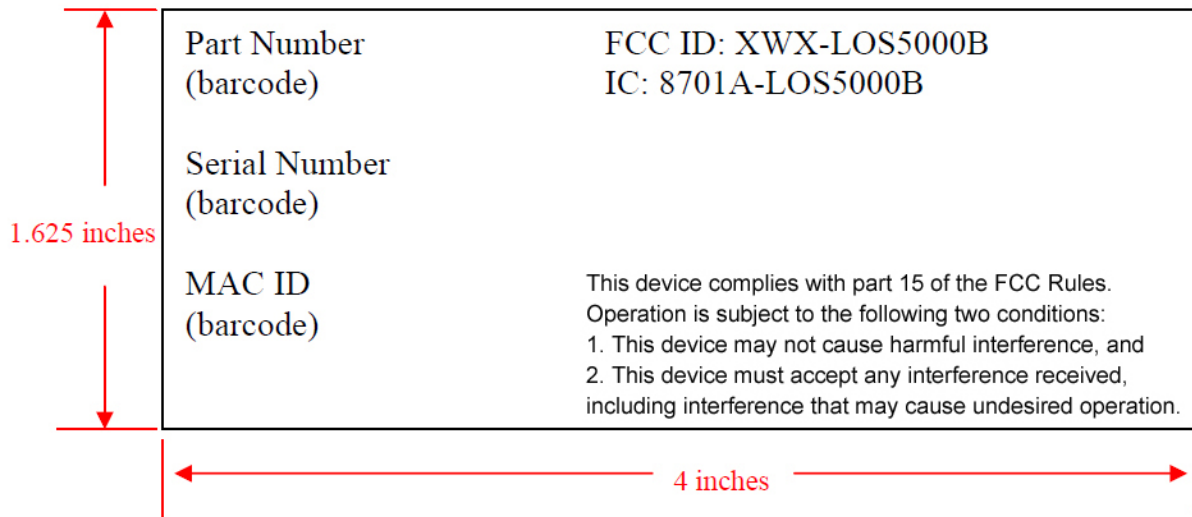 Part Number
(barcode)
FCC ID: XWX-LOS5000B
IC: 8701A-LOS5000B
Serial Number
(barcode)
1.625 inches
MAC ID
(barcode)
This device complies with part 15 of the FCC Rules.
Operation is subject to the following two conditions:
1. This device may not cause harmful interference, and
2. This device must accept any interference received,
including interference that may cause undesired operation.
4 inches